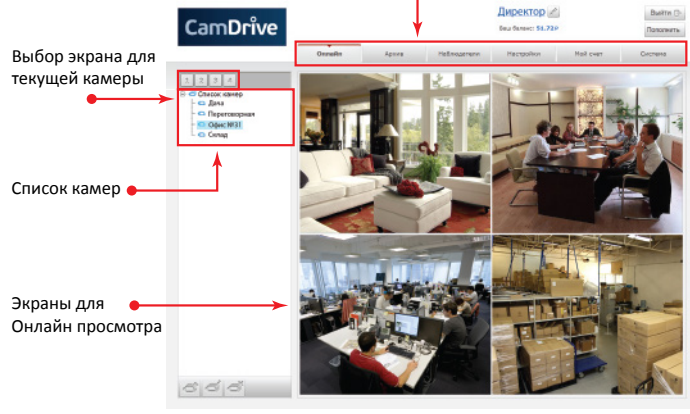 CamDrive
Директор
Выйти
Ваш баланс: 51.72₽
Пополнить
Онлайн
Архив
Наблюдатели
Настройки
Мой счет
Система
Выбор экрана для
текущей камеры
1 2 3 4
Список камер
Дача
Переговорная
Офис №31
Склад
Список камер
Экраны для
Онлайн просмотра